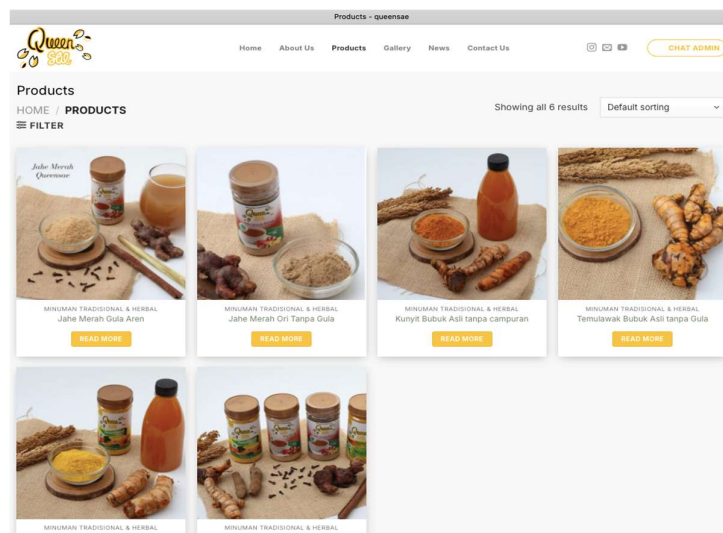 Products - queensae
Queen
Sae
Home About Us Products Gallery News Contact Us CHAT ADMIN
Products
HOME / PRODUCTS
Showing all 6 results Default sorting
FILTER
Jahe Merah
Queensae
MINUMAN TRADISIONAL & HERBAL
Jahe Merah Gula Aren
READ MORE
MINUMAN TRADISIONAL & HERBAL
Jahe Merah Ori Tanpa Gula
READ MORE
MINUMAN TRADISIONAL & HERBAL
Kunyit Bubuk Asli tanpa campuran
READ MORE
MINUMAN TRADISIONAL & HERBAL
Temulawak Bubuk Asli tanpa Gula
READ MORE
MINUMAN TRADISIONAL & HERBAL
MINUMAN TRADISIONAL & HERBAL